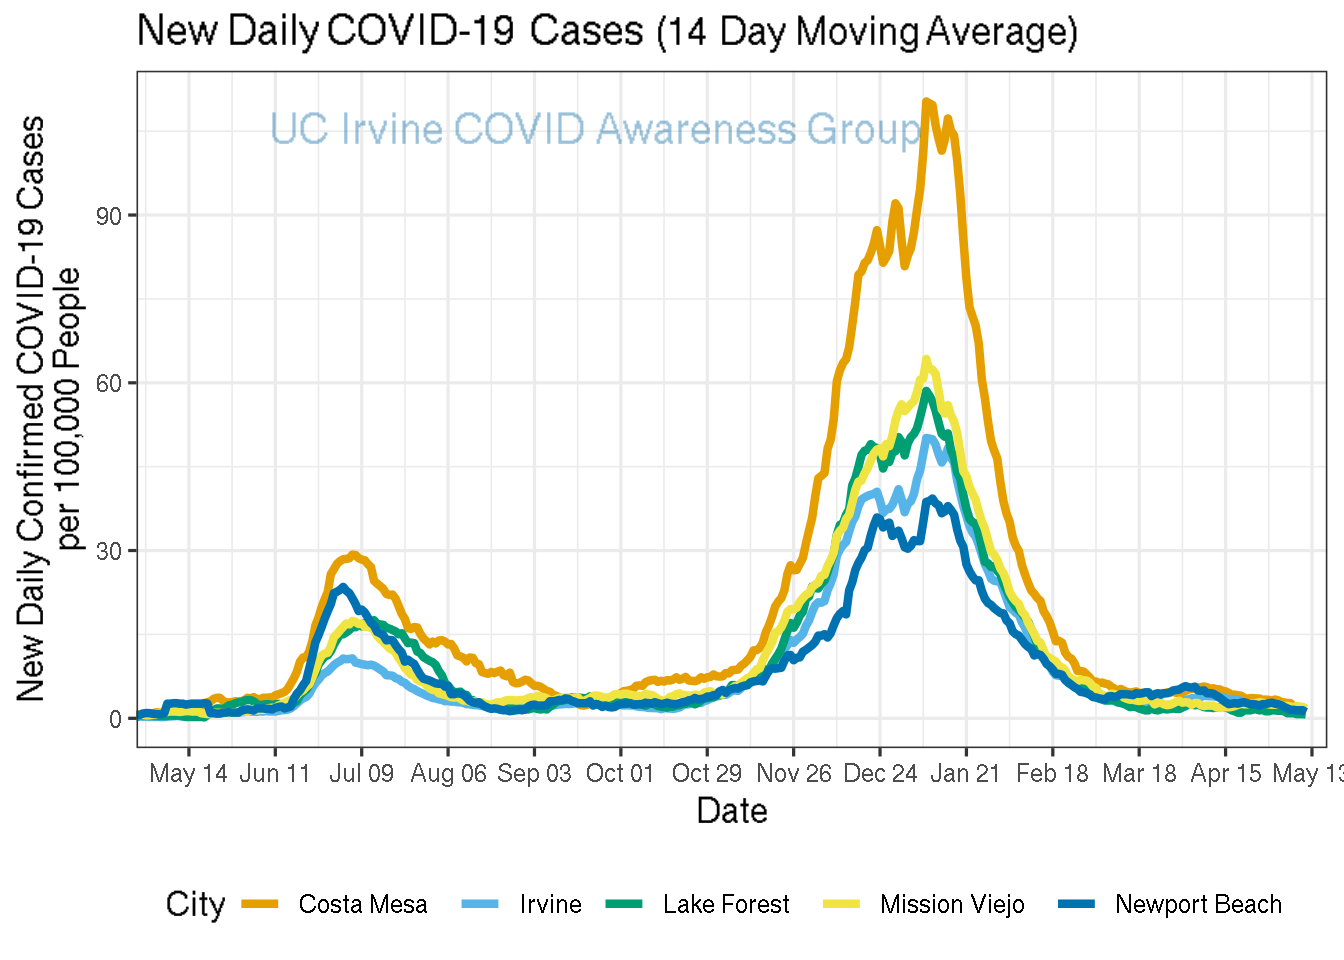 New Daily COVID-19 Cases (14 Day Moving Average)
UC Irvine COVID Awareness Group
New Daily Confirmed COVID-19 Cases
per 100,000 People
90
60
30
0
May 14 Jun 11 Jul 09 Aug 06 Sep 03 Oct 01 Oct 29 Nov 26 Dec 24 Jan 21 Feb 18 Mar 18 Apr 15 May 13
Date
City Costa Mesa Irvine Lake Forest Mission Viejo Newport Beach